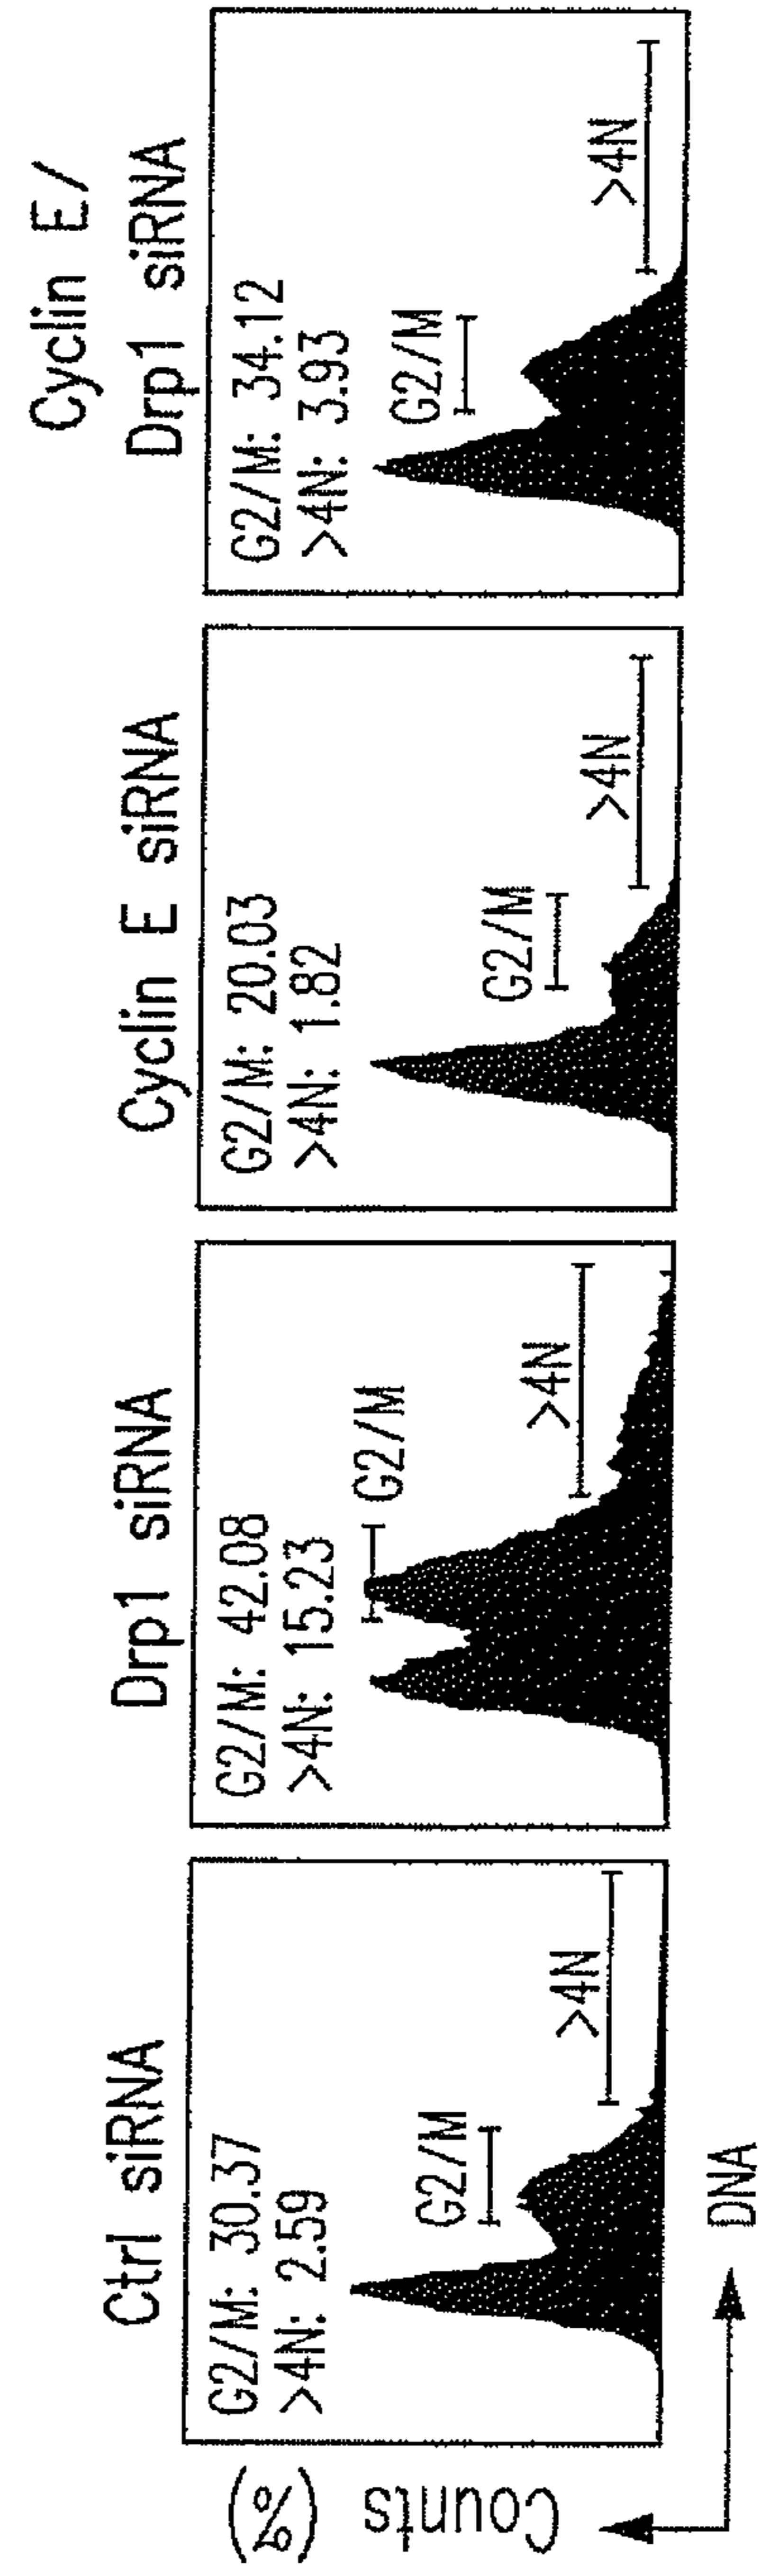 Ctrl siRNA
G2/M: 30.37
>4N: 2.59
G2/M
>4N
Drp1 siRNA
G2/M: 42.08
>4N: 15.23
G2/M
>4N
Cyclin E siRNA
G2/M: 20.03
>4N: 1.82
G2/M
>4N
Cyclin E/
Drp1 siRNA
G2/M: 34.12
>4N: 3.93
G2/M
>4N
Counts (%)
DNA